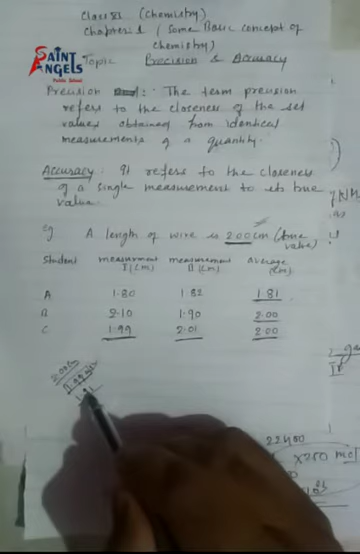 Class XI (Chemistry)
Chapter 1 (Some Basic concept of
Chemistry)
SAINT
ANGELS
Public School
Topic Precision & Accuracy
Precision :- The term precision
refers to the closeness of the set
values obtained from identical
measurements of a quantity.
Accuracy: It refers to the closeness
of a single measurement to its true
value.
eg A length of wire is 2.00cm (true
value)
Student measurement measurement average
I (cm) II (cm) (cm)
A 1.80 1.82 1.81
B 2.10 1.90 2.00
C 1.99 2.01 2.00
22400